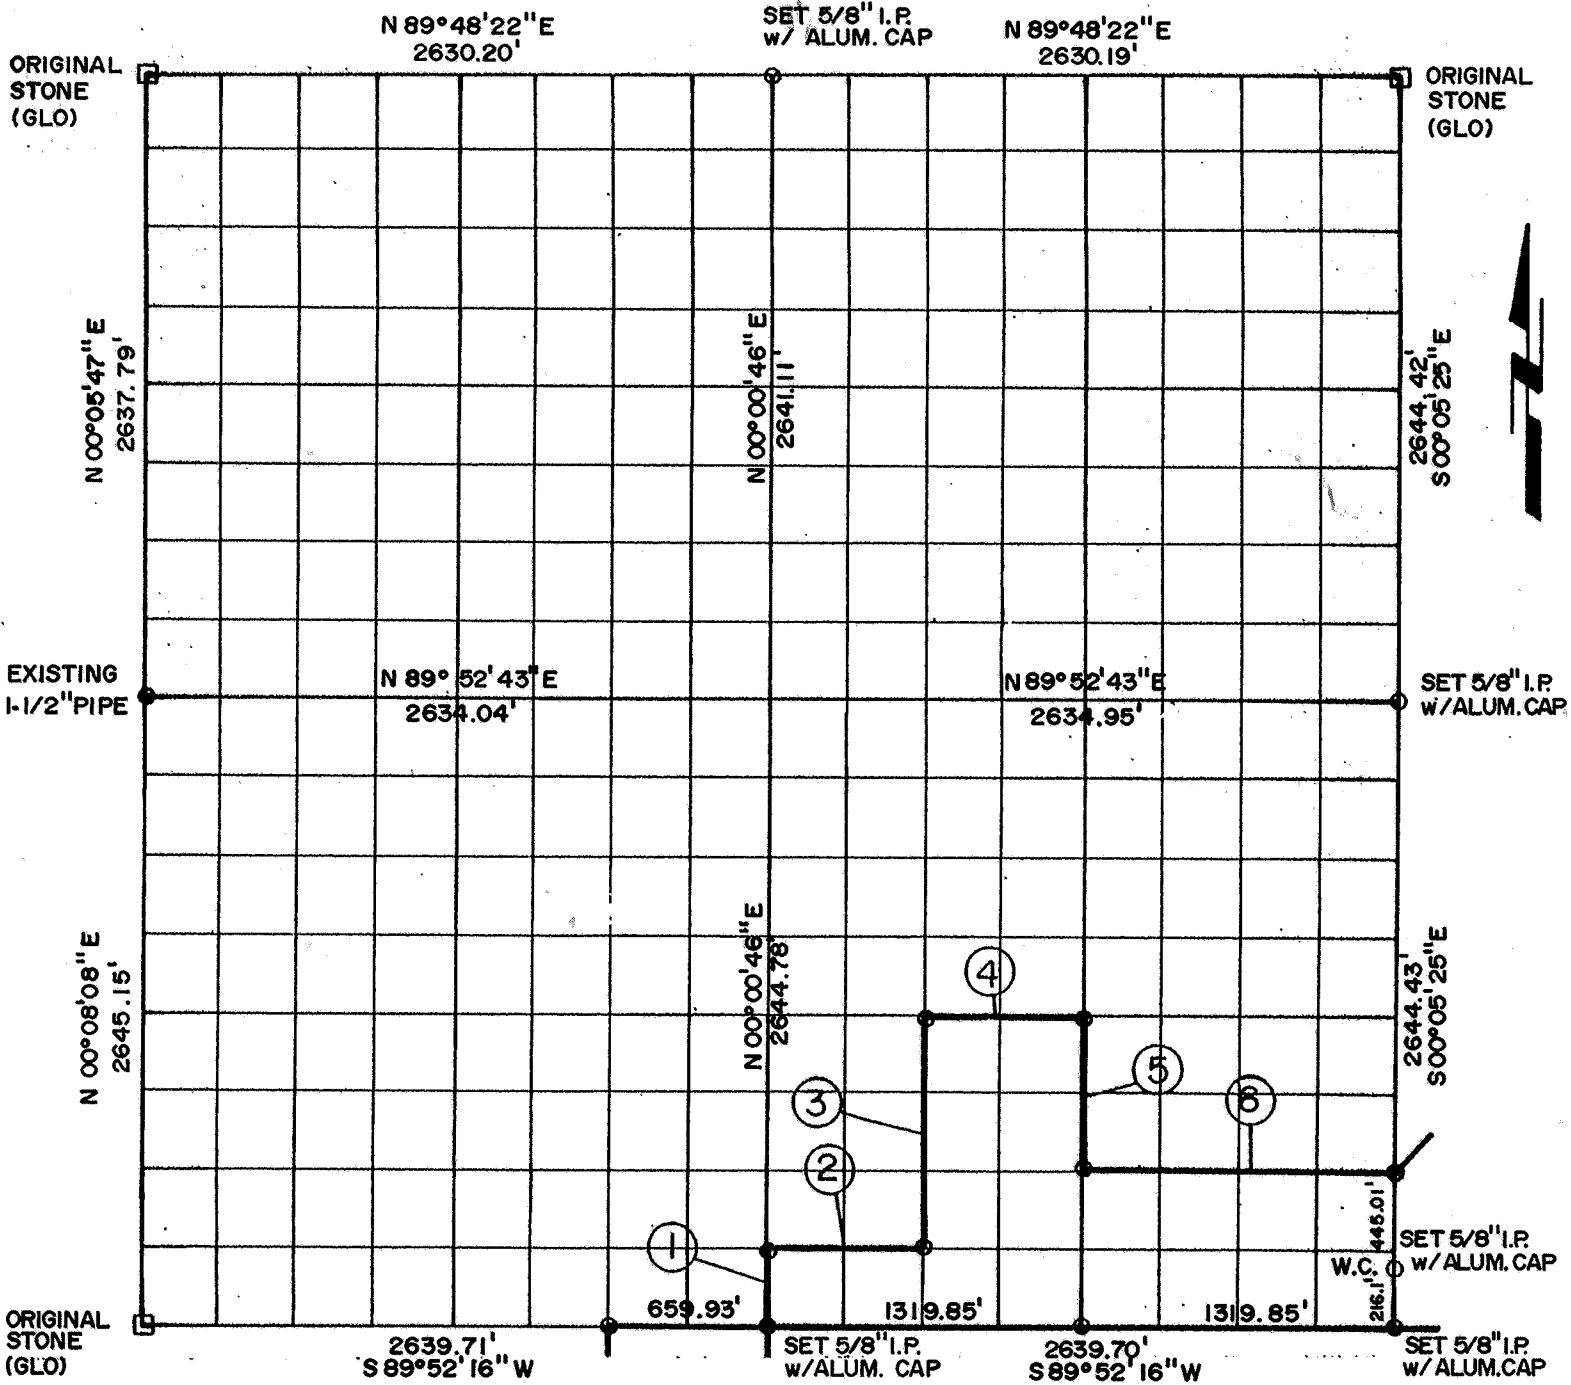 N 89°48'22" E
2630.20'
SET 5/8" I.P.
w/ ALUM. CAP
N 89°48'22" E
2630.19'
ORIGINAL
STONE
(GLO)
ORIGINAL
STONE
(GLO)
N 00°05'47" E
2637.79'
N 00°00'46" E
2641.11'
2644.42'
S 00°05'25" E
EXISTING
1-1/2" PIPE
N 89° 52' 43" E
2634.04'
N 89°52'43" E
2634.95'
SET 5/8" I.P.
W/ALUM. CAP
N 00°08'08" E
2645.15'
N 00°00'46" E
2644.78'
2644.43'
S 00°05'25" E
4
5
3
6
2
1
445.01'
SET 5/8" I.P.
W.C.
w/ALUM. CAP
216.1'
659.93'
1319.85'
1319.85'
ORIGINAL
STONE
(GLO)
2639.71'
S 89°52'16" W
SET 5/8" I.P.
w/ALUM. CAP
2639.70'
S 89°52'16" W
SET 5/8" I.P.
w/ALUM. CAP